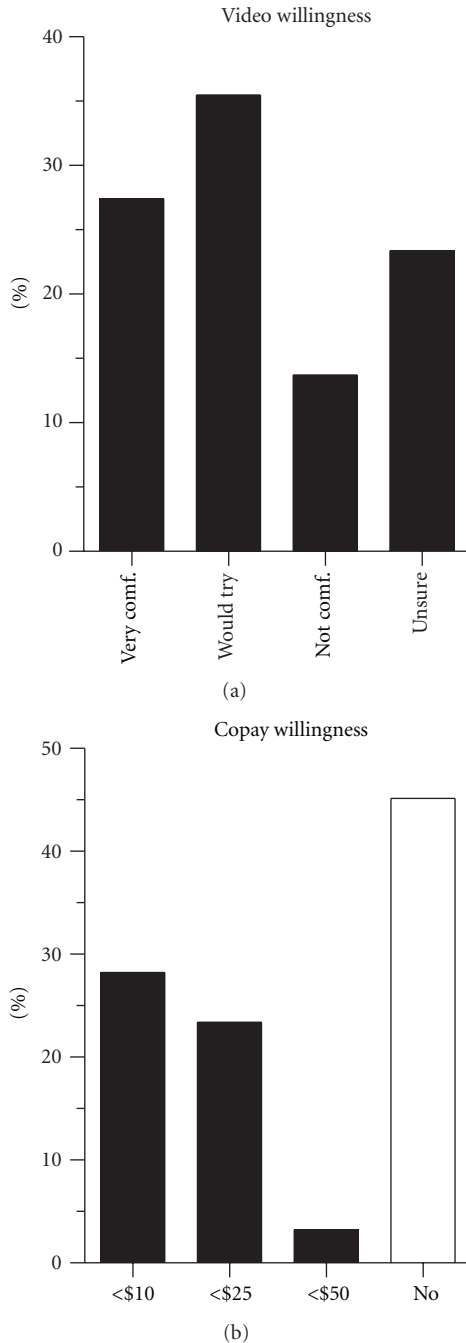 Video willingness
40
30
20
10
0
(%)
Very comf.
Would try
Not comf.
Unsure
(a)
Copay willingness
50
40
30
20
10
0
(%)
<$10 <$25 <$50 No
(b)